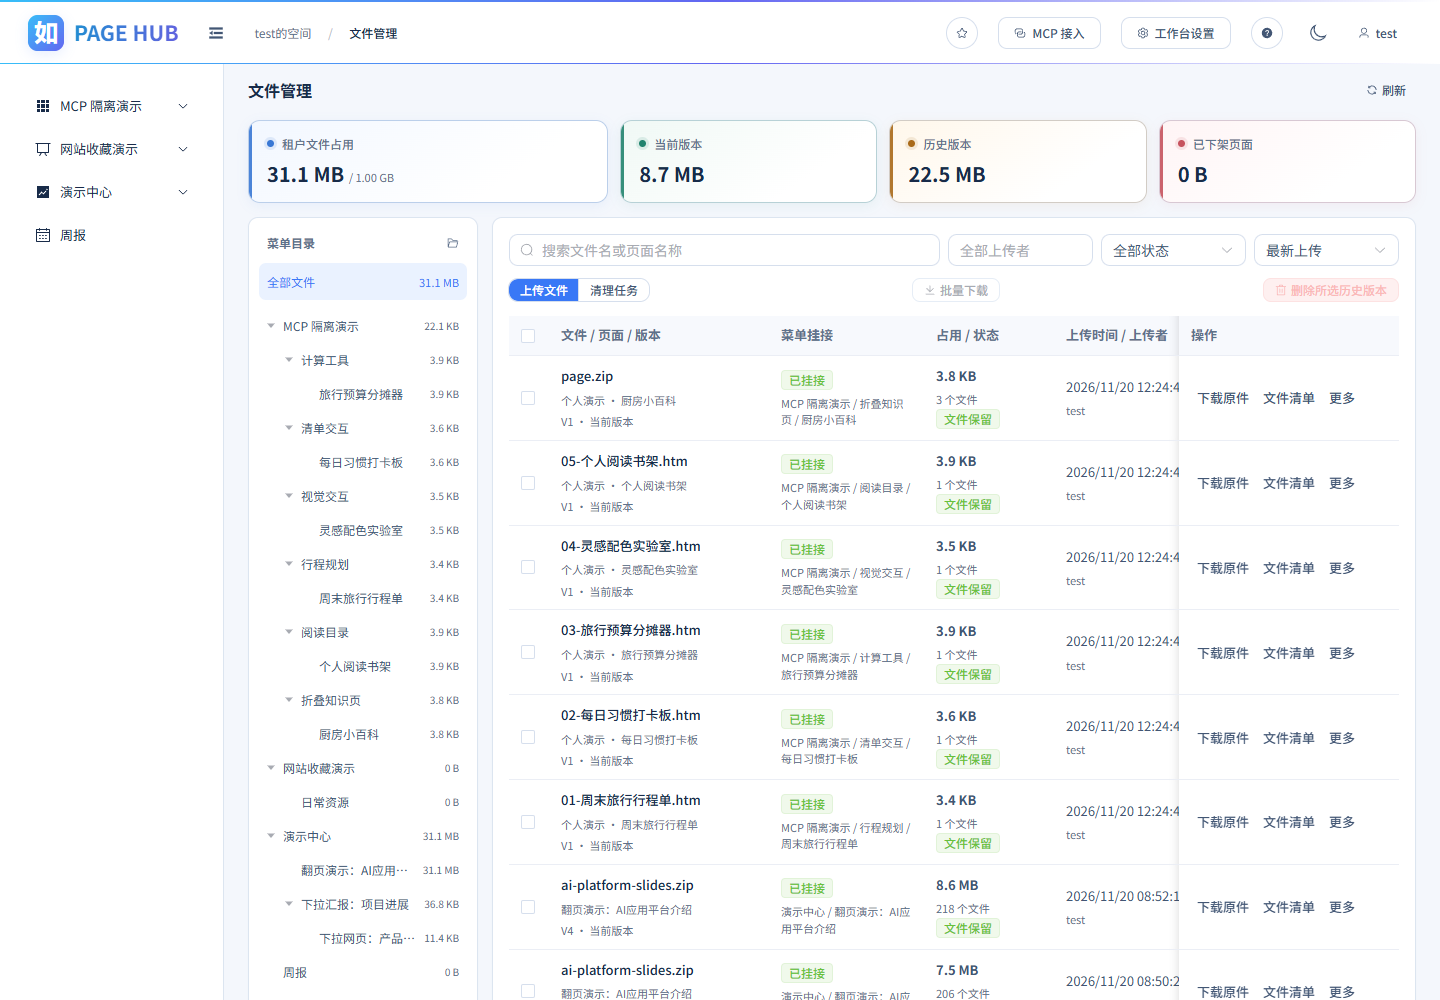 如 PAGE HUB
test的空间 / 文件管理
MCP 接入
工作台设置
test
MCP 隔离演示
网站收藏演示
演示中心
周报
文件管理
刷新
租户文件占用
31.1 MB / 1.00 GB
当前版本
8.7 MB
历史版本
22.5 MB
已下架页面
0 B
菜单目录
全部文件 31.1 MB
MCP 隔离演示 22.1 KB
计算工具 3.9 KB
旅行预算分摊器 3.9 KB
清单交互 3.6 KB
每日习惯打卡板 3.6 KB
视觉交互 3.5 KB
灵感配色实验室 3.5 KB
行程规划 3.4 KB
周末旅行行程单 3.4 KB
阅读目录 3.9 KB
个人阅读书架 3.9 KB
折叠知识页 3.8 KB
厨房小百科 3.8 KB
网站收藏演示 0 B
日常资源 0 B
演示中心 31.1 MB
翻页演示：AI应用… 31.1 MB
下拉汇报：项目进展 36.8 KB
下拉网页：产品… 11.4 KB
周报 0 B
搜索文件名或页面名称
全部上传者
全部状态
最新上传
上传文件 清理任务
批量下载
删除所选历史版本
文件 / 页面 / 版本 菜单挂接 占用 / 状态 上传时间 / 上传者 操作
page.zip
个人演示 · 厨房小百科
V1 · 当前版本
已挂接
MCP 隔离演示 / 折叠知识
页 / 厨房小百科
3.8 KB
3 个文件
文件保留
2026/11/20 12:24:4
test
下载原件 文件清单 更多
05-个人阅读书架.htm
个人演示 · 个人阅读书架
V1 · 当前版本
已挂接
MCP 隔离演示 / 阅读目录 /
个人阅读书架
3.9 KB
1 个文件
文件保留
2026/11/20 12:24:4
test
下载原件 文件清单 更多
04-灵感配色实验室.htm
个人演示 · 灵感配色实验室
V1 · 当前版本
已挂接
MCP 隔离演示 / 视觉交互 /
灵感配色实验室
3.5 KB
1 个文件
文件保留
2026/11/20 12:24:4
test
下载原件 文件清单 更多
03-旅行预算分摊器.htm
个人演示 · 旅行预算分摊器
V1 · 当前版本
已挂接
MCP 隔离演示 / 计算工具 /
旅行预算分摊器
3.9 KB
1 个文件
文件保留
2026/11/20 12:24:4
test
下载原件 文件清单 更多
02-每日习惯打卡板.htm
个人演示 · 每日习惯打卡板
V1 · 当前版本
已挂接
MCP 隔离演示 / 清单交互 /
每日习惯打卡板
3.6 KB
1 个文件
文件保留
2026/11/20 12:24:4
test
下载原件 文件清单 更多
01-周末旅行行程单.htm
个人演示 · 周末旅行行程单
V1 · 当前版本
已挂接
MCP 隔离演示 / 行程规划 /
周末旅行行程单
3.4 KB
1 个文件
文件保留
2026/11/20 12:24:4
test
下载原件 文件清单 更多
ai-platform-slides.zip
翻页演示：AI应用平台介绍
V4 · 当前版本
已挂接
演示中心 / 翻页演示：AI应
用平台介绍
8.6 MB
218 个文件
文件保留
2026/11/20 08:52:1
test
下载原件 文件清单 更多
ai-platform-slides.zip
翻页演示：AI应用平台介绍
已挂接
演示中心 / 翻页演示：AI应
7.5 MB
206 个文件
2026/11/20 08:50:2
下载原件 文件清单 更多